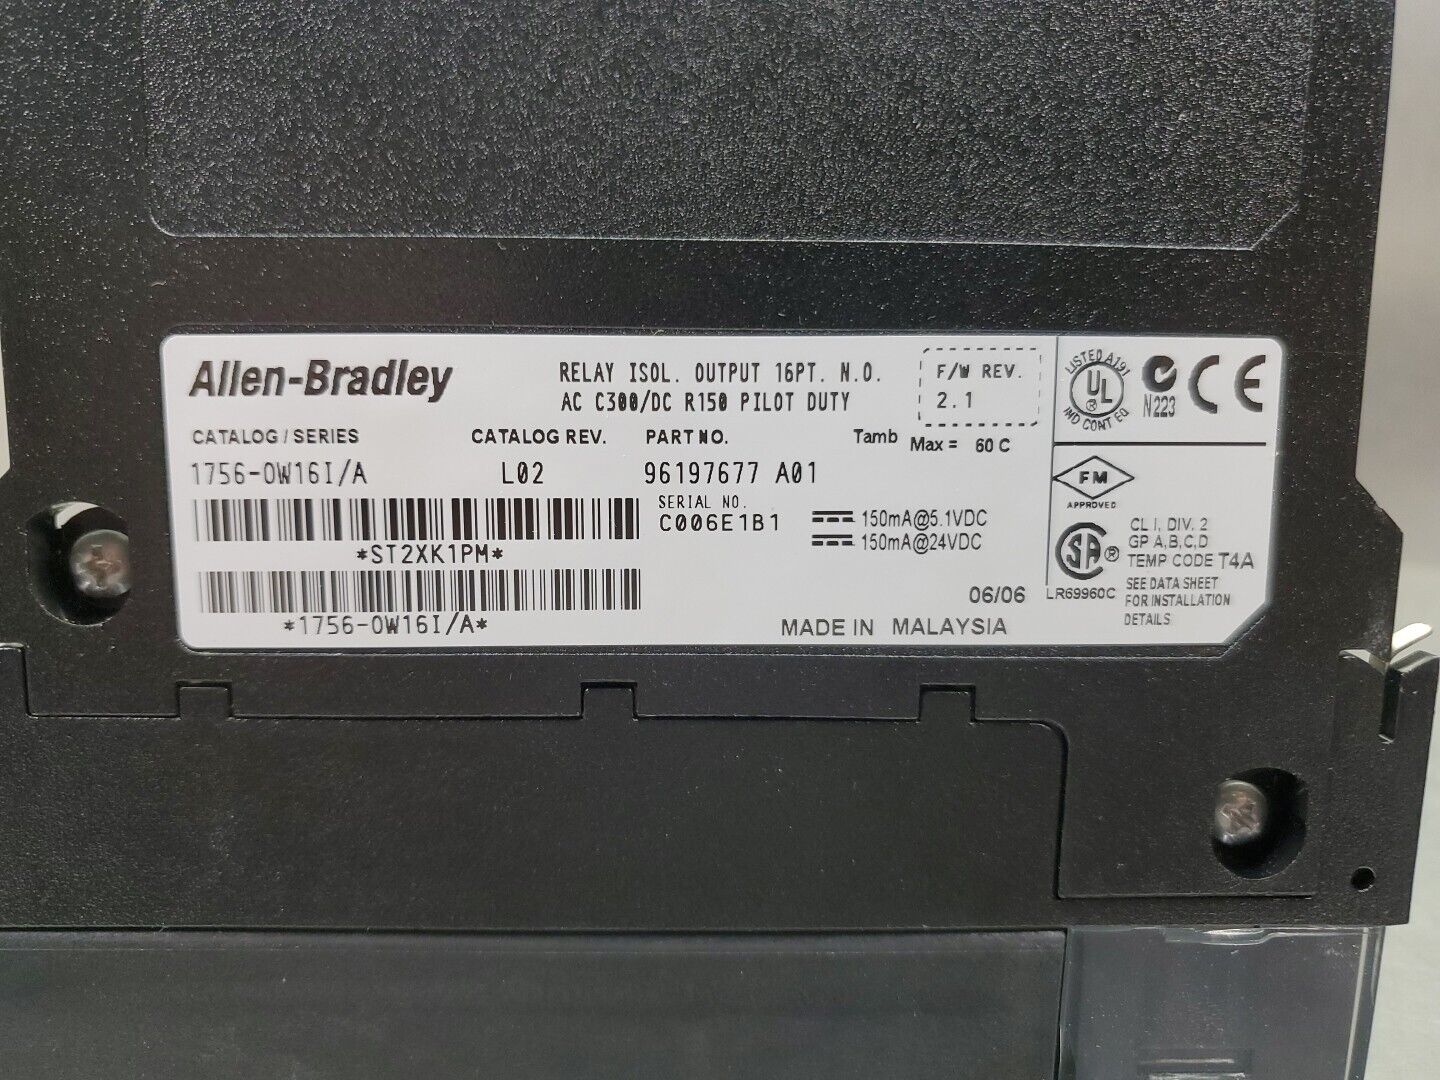 Allen-Bradley
RELAY ISOL. OUTPUT 16PT. N.O.
AC C300/DC R150 PILOT DUTY
F/W REV.
2.1
CATALOG / SERIES
CATALOG REV.
PART NO.
Tamb Max = 60 C
1756-OW16I/A
L02
96197677 A01
SERIAL NO.
C006E1B1
150mA@5.1VDC
150mA@24VDC
*ST2XK1PM*
*1756-OW16I/A*
06/06
MADE IN MALAYSIA
LISTED A197
UL
®
IND CONT EQ
N223
CE
FM
APPROVED
SA
®
LR69960C
CL I, DIV. 2
GP A,B,C,D
TEMP CODE T4A
SEE DATA SHEET
FOR INSTALLATION
DETAILS